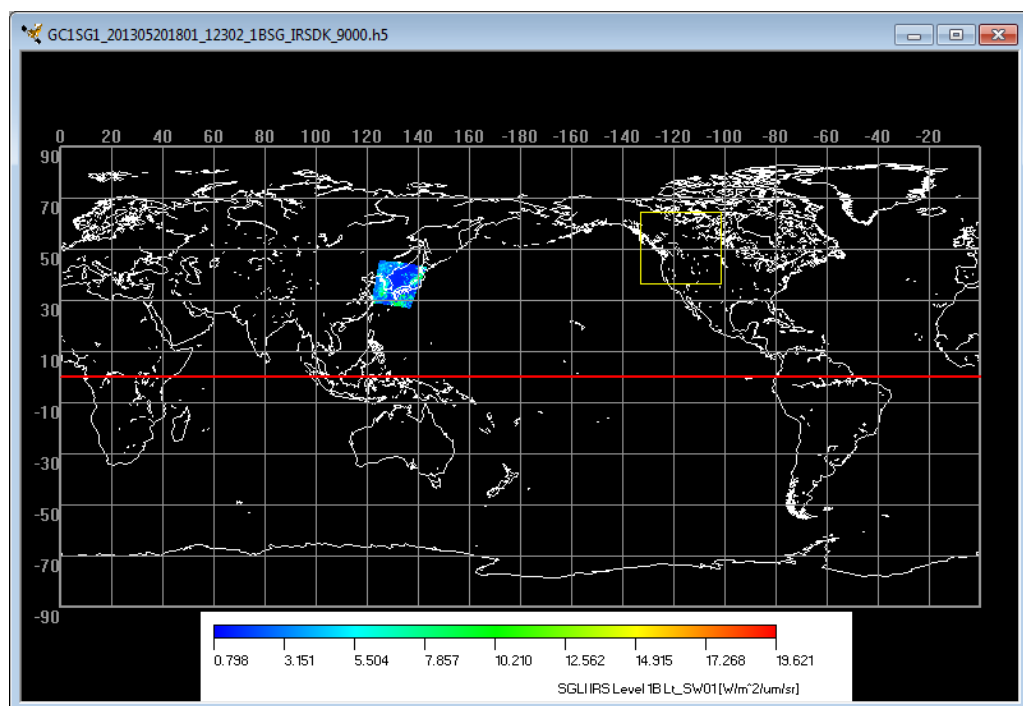 GC1SG1_201305201801_12302_1BSG_IRSDK_9000.h5
0 20 40 60 80 100 120 140 160 -180 -160 -140 -120 -100 -80 -60 -40 -20
90
70
50
30
10
-10
-30
-50
-70
-90
0.798 3.151 5.504 7.857 10.210 12.562 14.915 17.268 19.621
SGLI IRS Level 1B Lt_SW01 [W/m^2/um/sr]